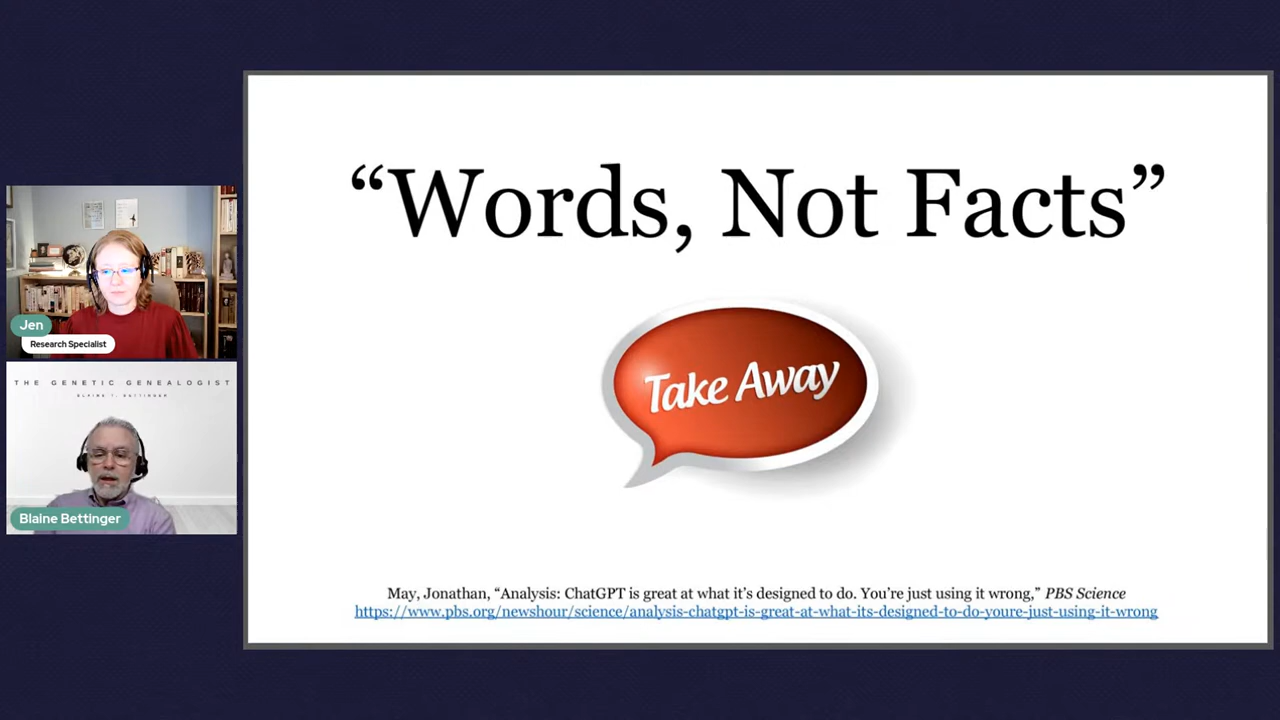 “Words, Not Facts”
Take Away
May, Jonathan, “Analysis: ChatGPT is great at what it’s designed to do. You’re just using it wrong,” PBS Science
https://www.pbs.org/newshour/science/analysis-chatgpt-is-great-at-what-its-designed-to-do-youre-just-using-it-wrong
Jen
Research Specialist
THE GENETIC GENEALOGIST
BLAINE T. BETTINGER
Blaine Bettinger